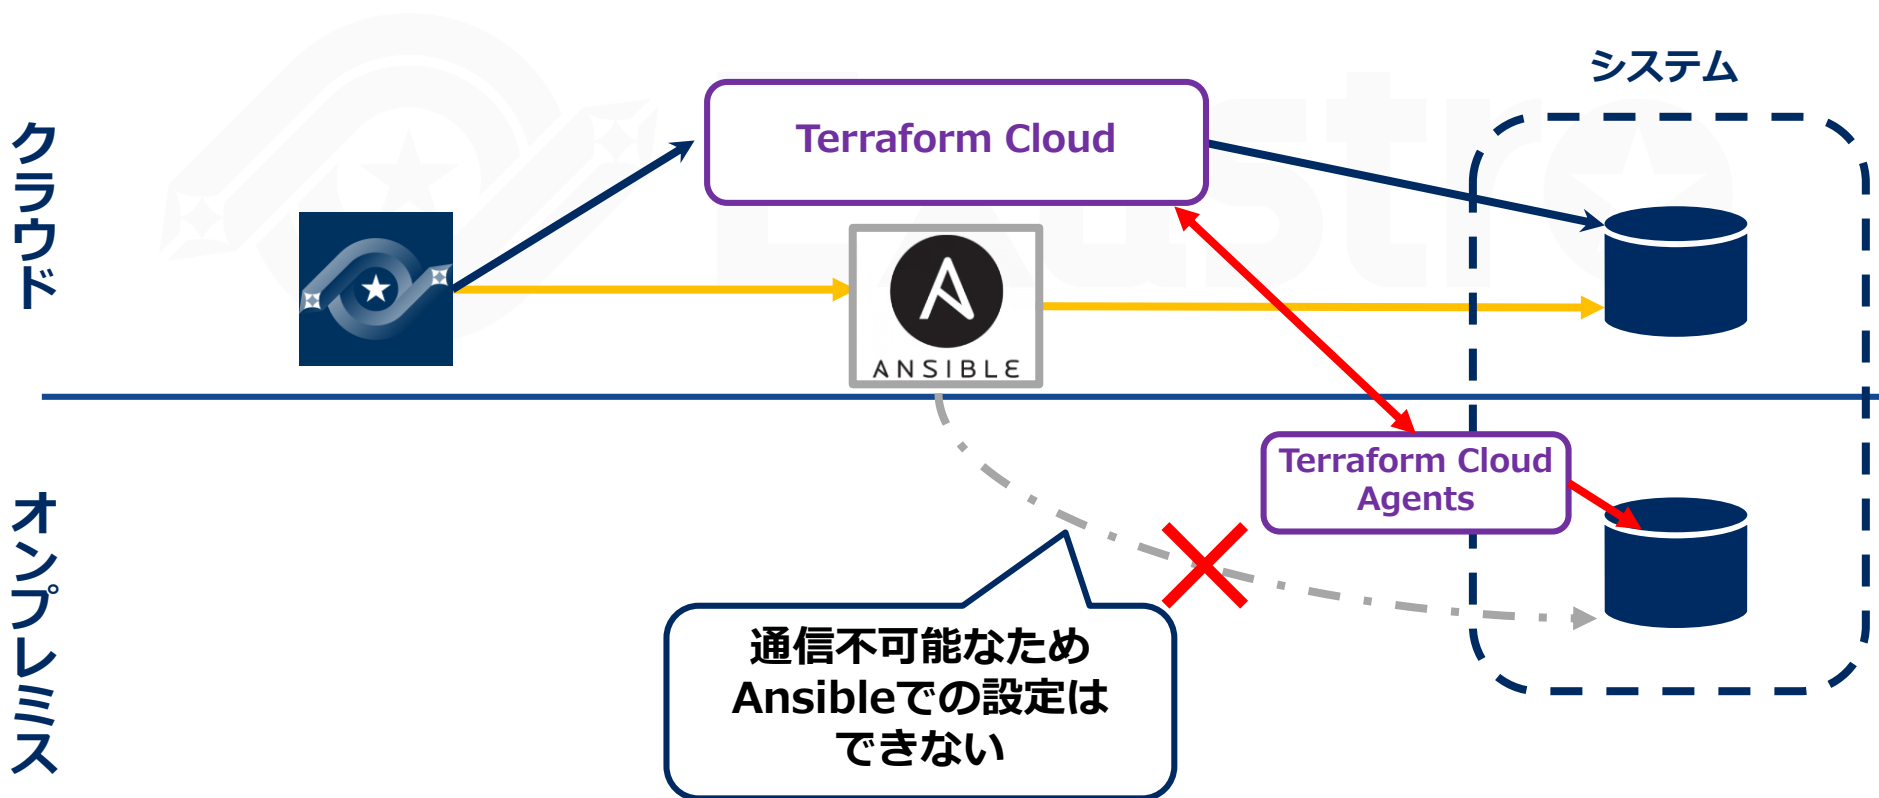 システム
クラウド
Terraform Cloud
ANSIBLE
Terraform Cloud
Agents
オンプレミス
通信不可能なため
Ansibleでの設定は
できない
Exastro